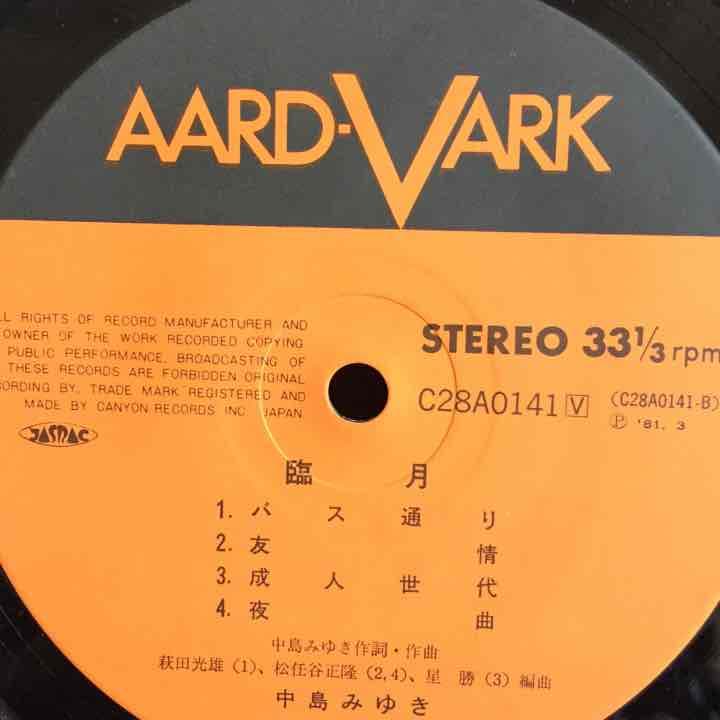 AARD-VARK
LL RIGHTS OF RECORD MANUFACTURER AND
OWNER OF THE WORK RECORDED COPYING
PUBLIC PERFORMANCE, BROADCASTING OF
THESE RECORDS ARE FORBIDDEN ORIGINAL
CORDING BY, TRADE MARK REGISTERED AND
MADE BY CANYON RECORDS INC. JAPAN
JASRAC
STEREO 33⅓ rpm
C28A0141 V (C28A0141-B)
Ⓟ '81. 3
臨月
1. バス通り
2. 友情
3. 成人世代
4. 夜曲
中島みゆき作詞・作曲
萩田光雄(1)、松任谷正隆(2,4)、星 勝(3)編曲
中島みゆき